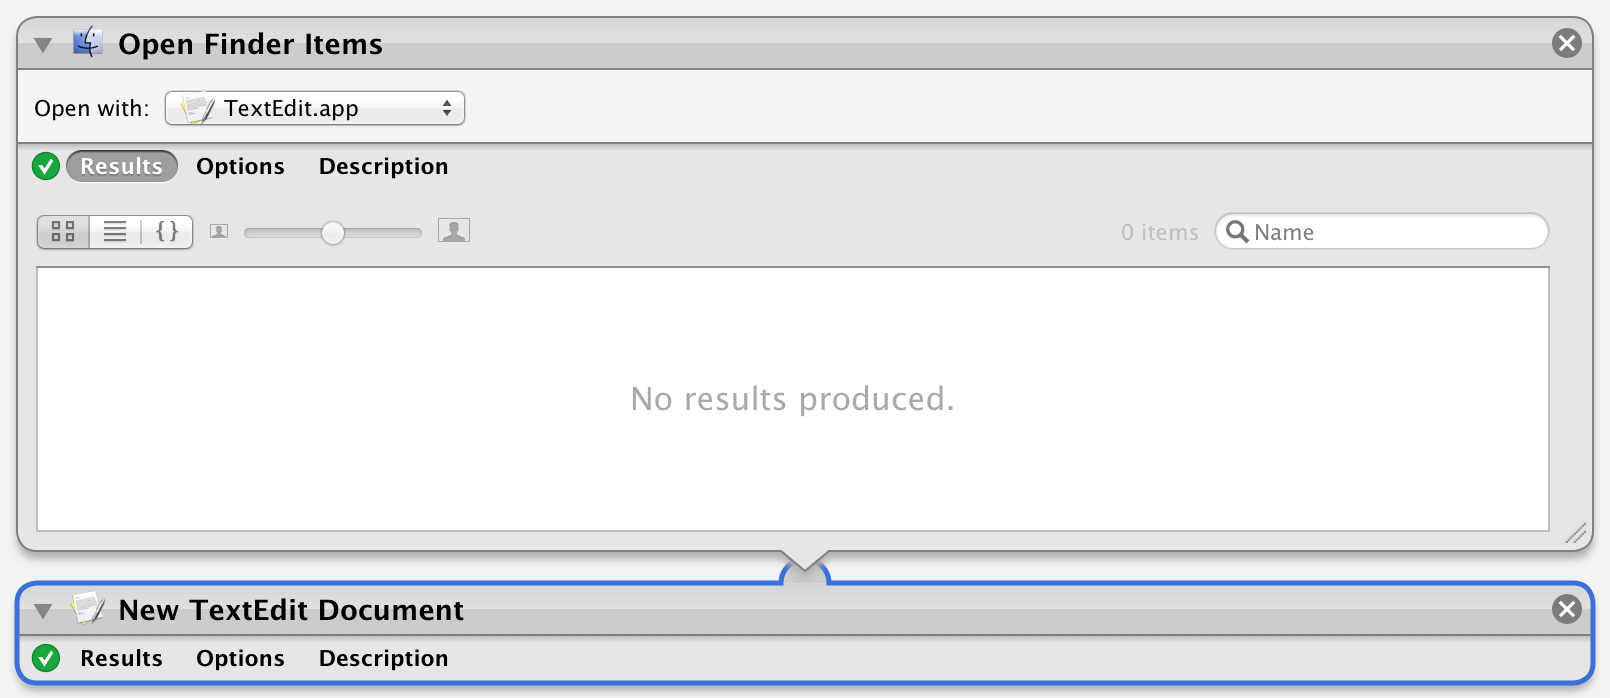 Open Finder Items
Open with: TextEdit.app
Results Options Description
{} 0 items Name
No results produced.
New TextEdit Document
Results Options Description